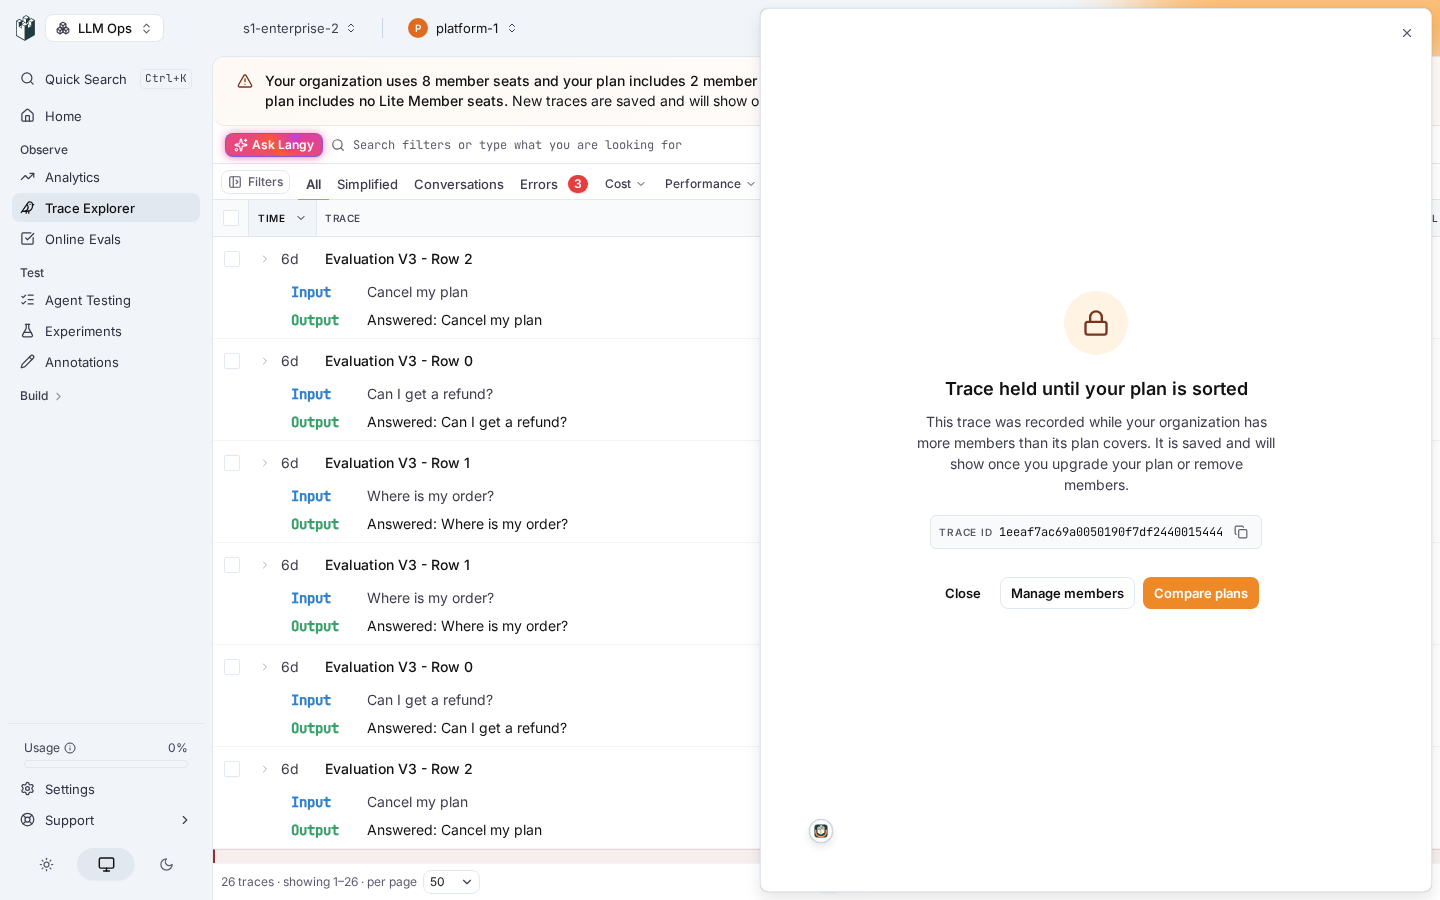 LLM Ops
s1-enterprise-2
P platform-1
Quick Search Ctrl+K
Home
Observe
Analytics
Trace Explorer
Online Evals
Test
Agent Testing
Experiments
Annotations
Build
Usage 0%
Settings
Support
Your organization uses 8 member seats and your plan includes 2 member
plan includes no Lite Member seats. New traces are saved and will show o
Ask Langy Search filters or type what you are looking for
Filters All Simplified Conversations Errors 3 Cost Performance
TIME TRACE L
6d Evaluation V3 - Row 2
Input Cancel my plan
Output Answered: Cancel my plan
6d Evaluation V3 - Row 0
Input Can I get a refund?
Output Answered: Can I get a refund?
6d Evaluation V3 - Row 1
Input Where is my order?
Output Answered: Where is my order?
6d Evaluation V3 - Row 1
Input Where is my order?
Output Answered: Where is my order?
6d Evaluation V3 - Row 0
Input Can I get a refund?
Output Answered: Can I get a refund?
6d Evaluation V3 - Row 2
Input Cancel my plan
Output Answered: Cancel my plan
26 traces · showing 1–26 · per page 50
Trace held until your plan is sorted
This trace was recorded while your organization has
more members than its plan covers. It is saved and will
show once you upgrade your plan or remove
members.
TRACE ID 1eeaf7ac69a0050190f7df2440015444
Close Manage members Compare plans